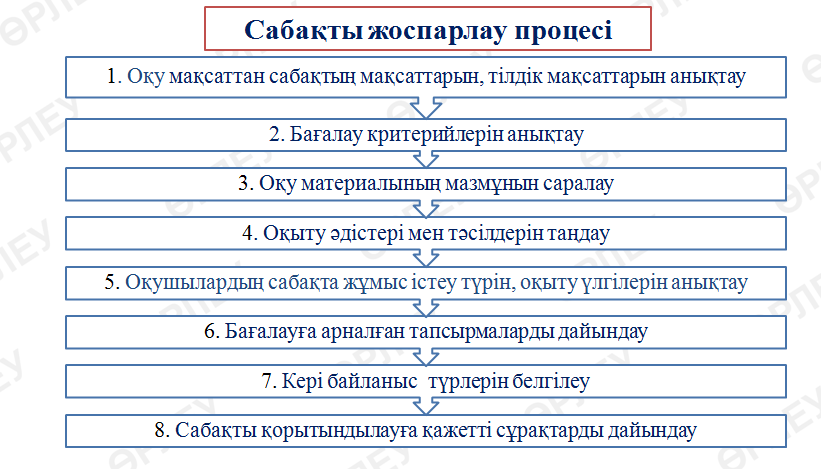 Сабақты жоспарлау процесі
1. Оқу мақсаттан сабақтың мақсаттарын, тілдік мақсаттарын анықтау
2. Бағалау критерийлерін анықтау
3. Оқу материалының мазмұнын саралау
4. Оқыту әдістері мен тәсілдерін таңдау
5. Оқушылардың сабақта жұмыс істеу түрін, оқыту үлгілерін анықтау
6. Бағалауға арналған тапсырмаларды дайындау
7. Кері байланыс түрлерін белгілеу
8. Сабақты қорытындылауға қажетті сұрақтарды дайындау